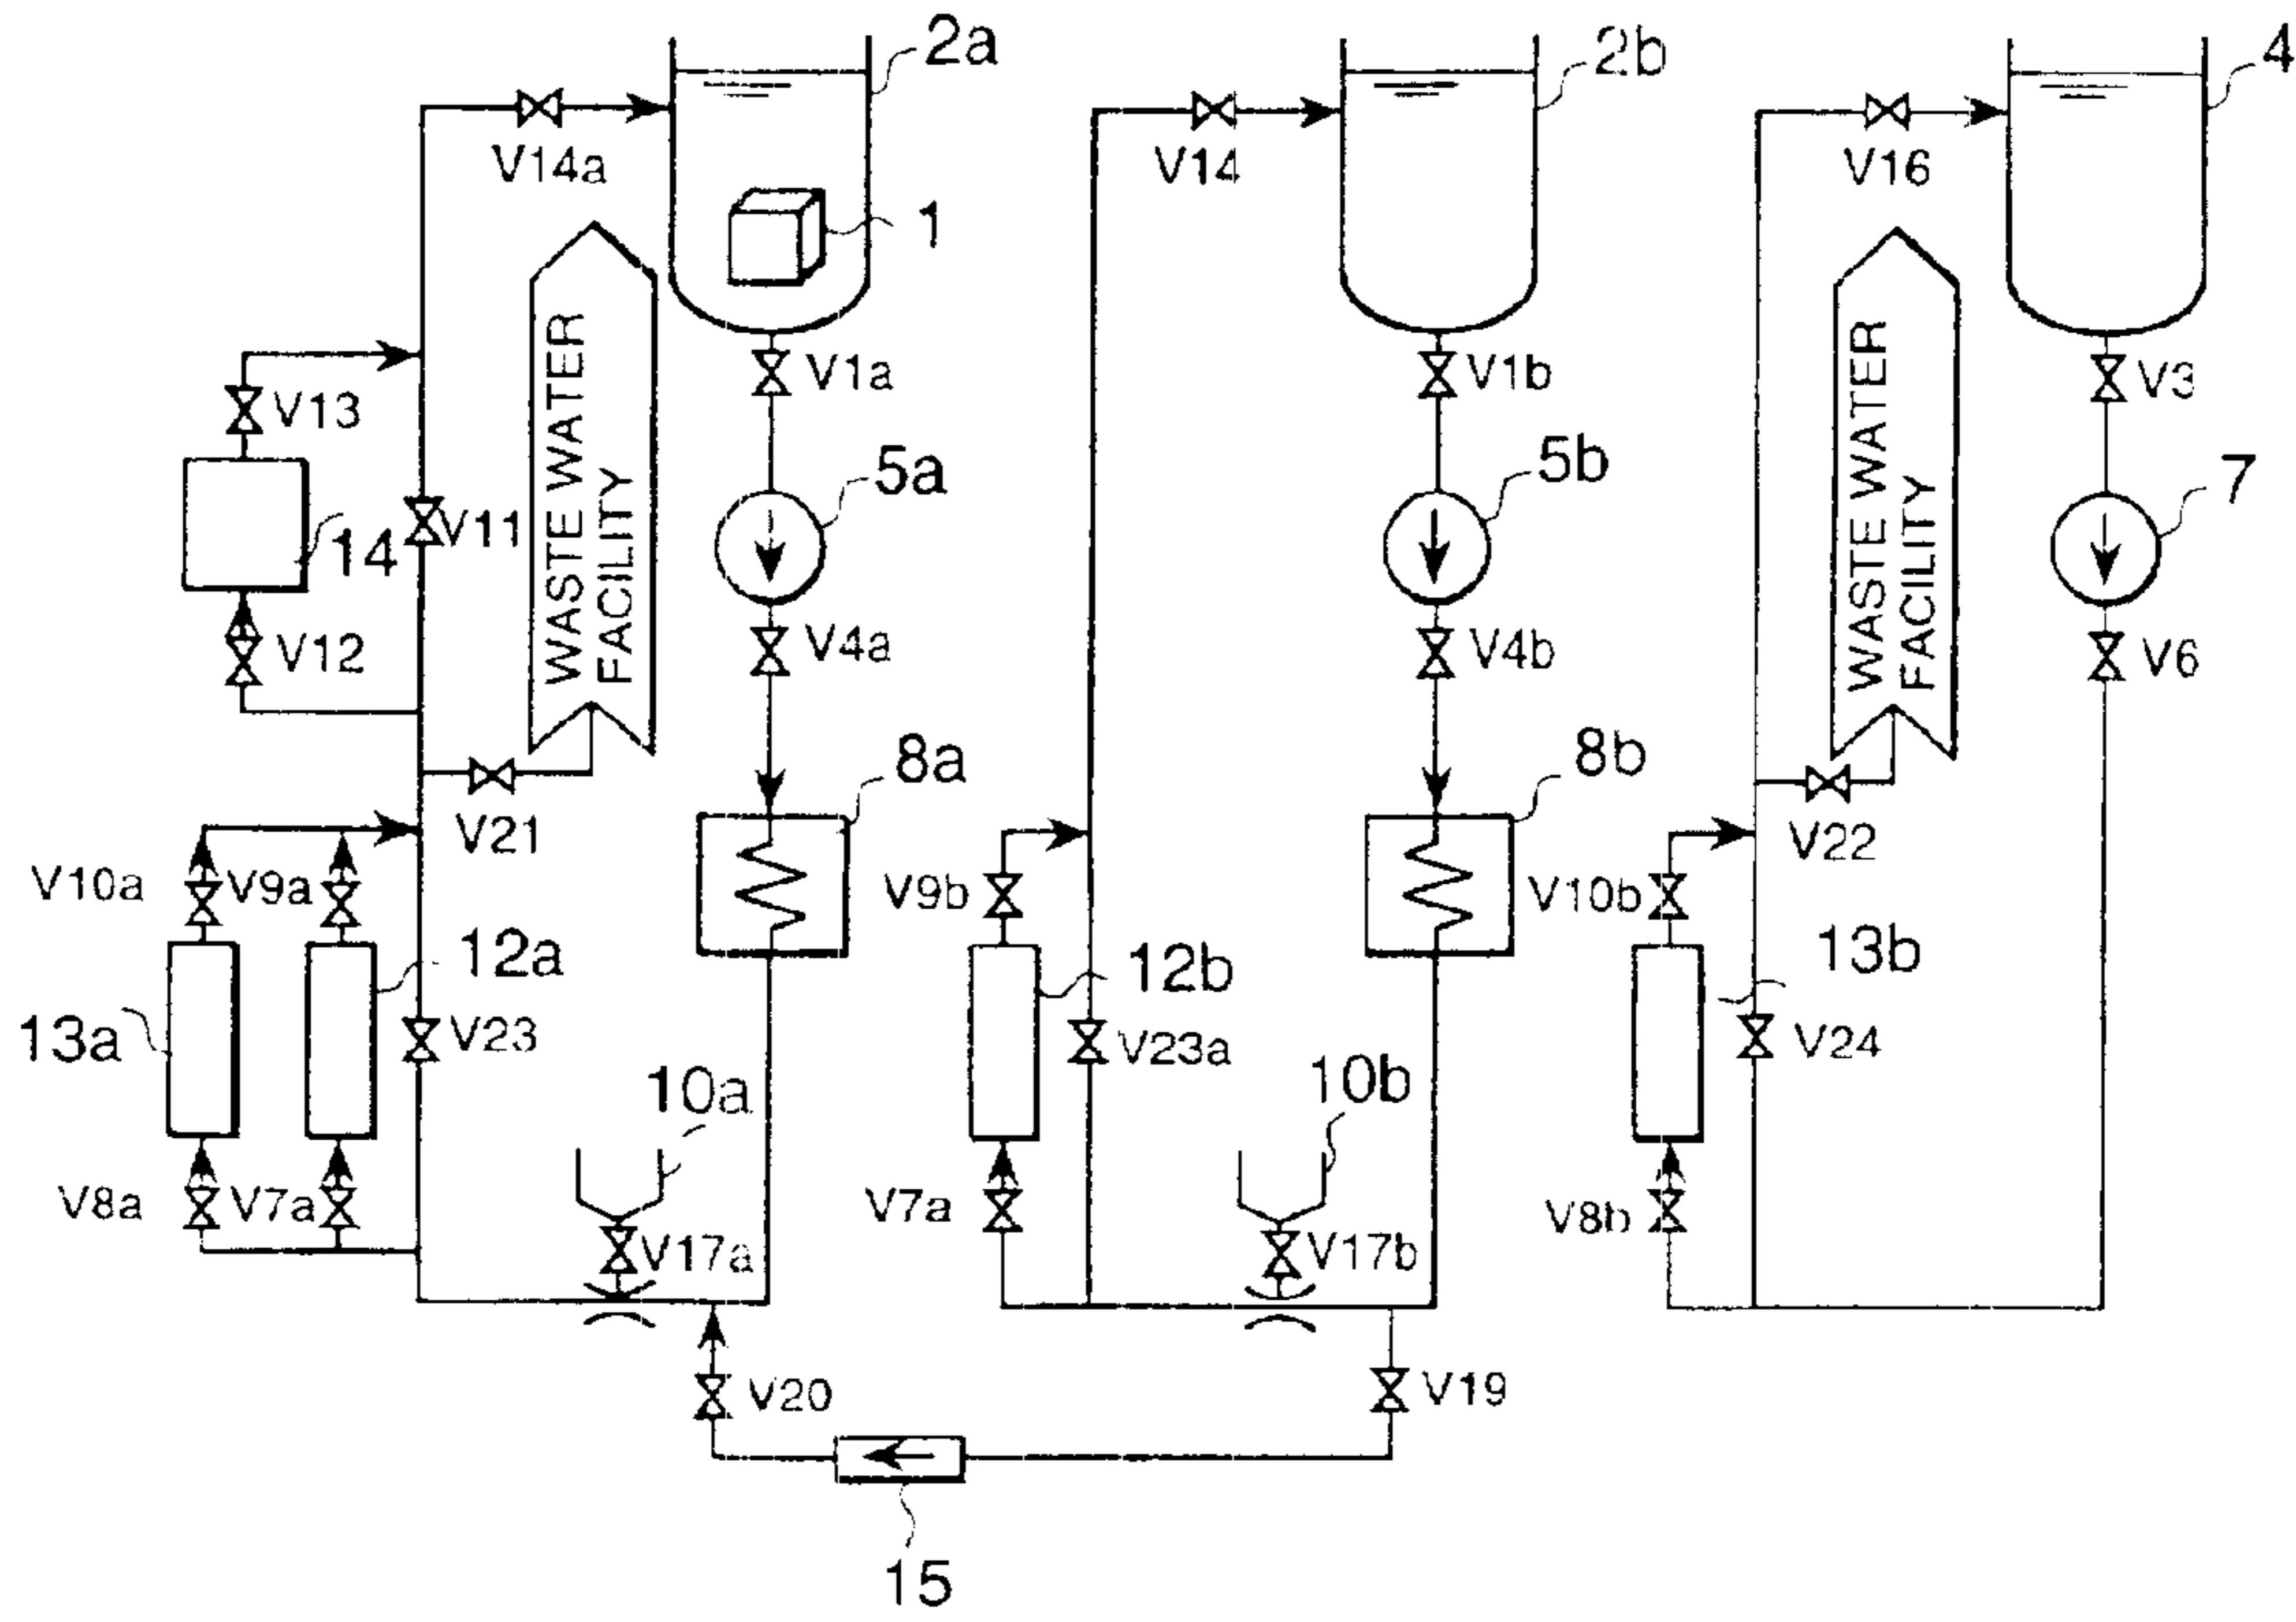 2a
2b
4
V14a
V14
V16
1
V1a
V1b
V3
WASTE WATER
FACILITY
WASTE WATER
FACILITY
V13
5a
5b
7
14
V11
V12
V4a
V4b
V6
8a
8b
V21
V22
V10a
V9a
V9b
V10b
12a
12b
13b
13a
V23
V23a
V24
10a
10b
V8a
V7a
V7a
V8b
V17a
V17b
V20
V19
15